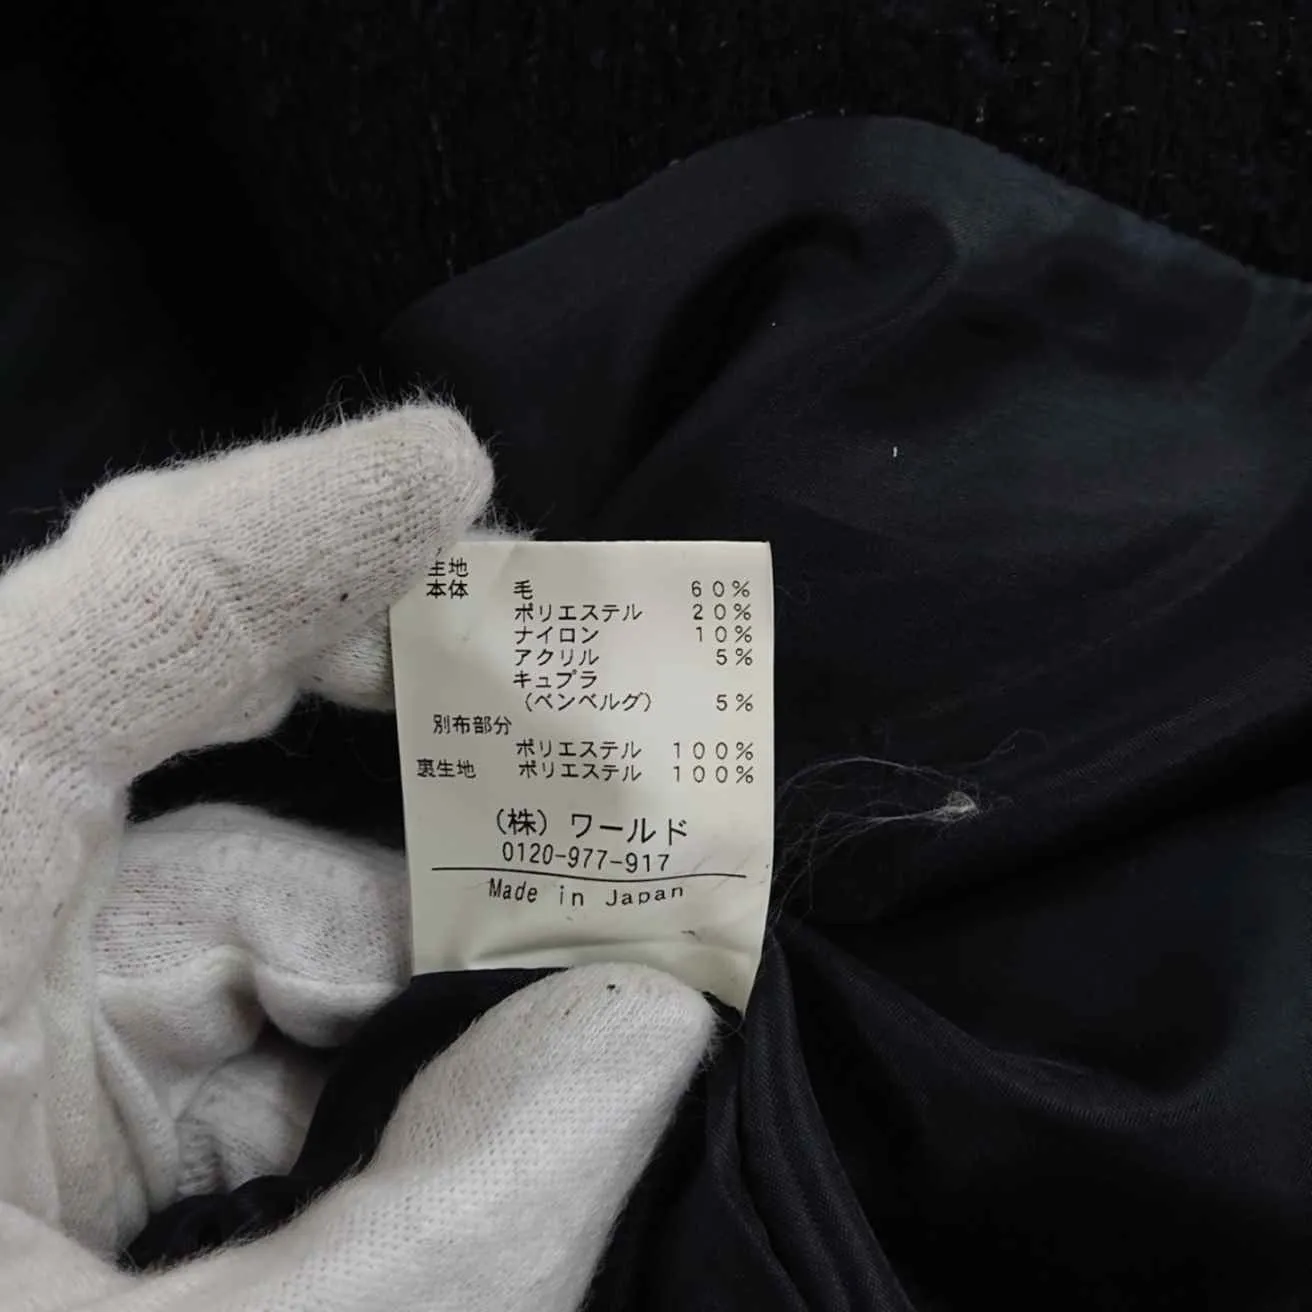 生地
本体 毛 60%
ポリエステル 20%
ナイロン 10%
アクリル 5%
キュプラ
(ベンベルグ) 5%
別布部分
ポリエステル 100%
裏生地 ポリエステル 100%
(株)ワールド
0120-977-917
Made in Japan